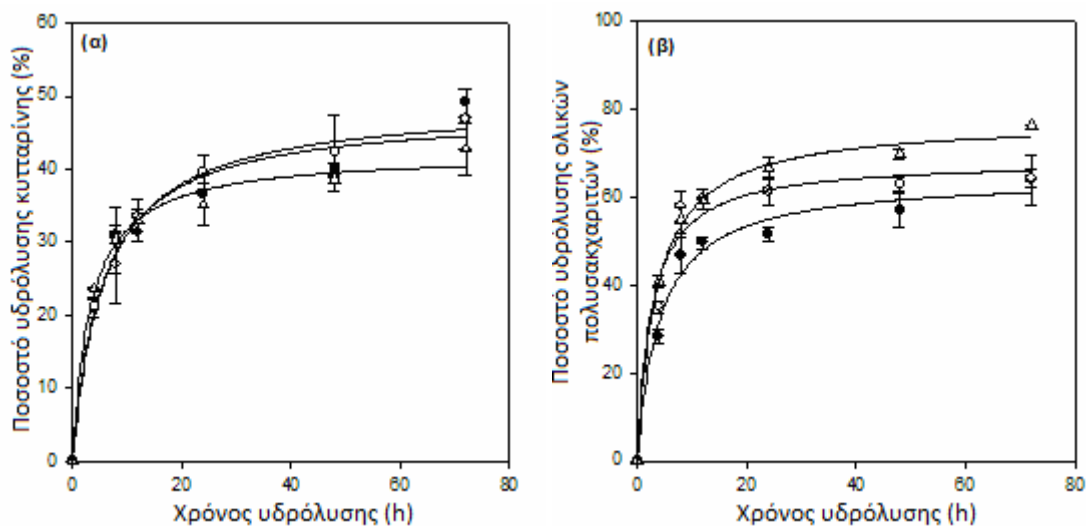 (α)
Ποσοστό υδρόλυσης κυτταρίνης (%)
60
50
40
30
20
10
0
0 20 40 60 80
Χρόνος υδρόλυσης (h)
(β)
Ποσοστό υδρόλυσης ολικών
πολυσακχαριτών (%)
100
80
60
40
20
0
0 20 40 60 80
Χρόνος υδρόλυσης (h)